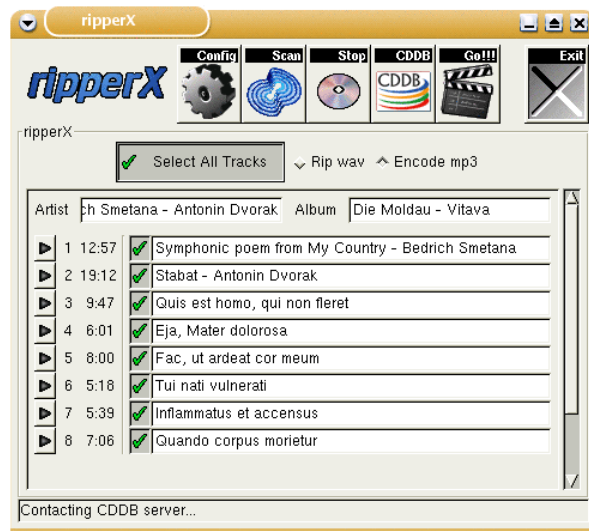 ripperX
Config Scan Stop CDDB Go!!! Exit
ripperX CDDB
ripperX
Select All Tracks Rip wav Encode mp3
Artist ch Smetana - Antonin Dvorak Album Die Moldau - Vitava
1 12:57 Symphonic poem from My Country - Bedrich Smetana
2 19:12 Stabat - Antonin Dvorak
3 9:47 Quis est homo, qui non fleret
4 6:01 Eja, Mater dolorosa
5 8:00 Fac, ut ardeat cor meum
6 5:18 Tui nati vulnerati
7 5:39 Inflammatus et accensus
8 7:06 Quando corpus morietur
Contacting CDDB server...